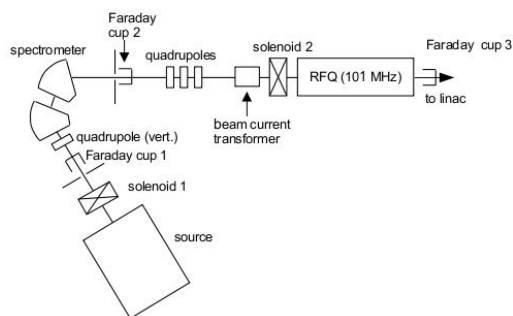 Faraday
cup 2
spectrometer
quadrupoles
solenoid 2
Faraday cup 3
RFQ (101 MHz)
to linac
beam current
transformer
quadrupole (vert.)
Faraday cup 1
solenoid 1
source